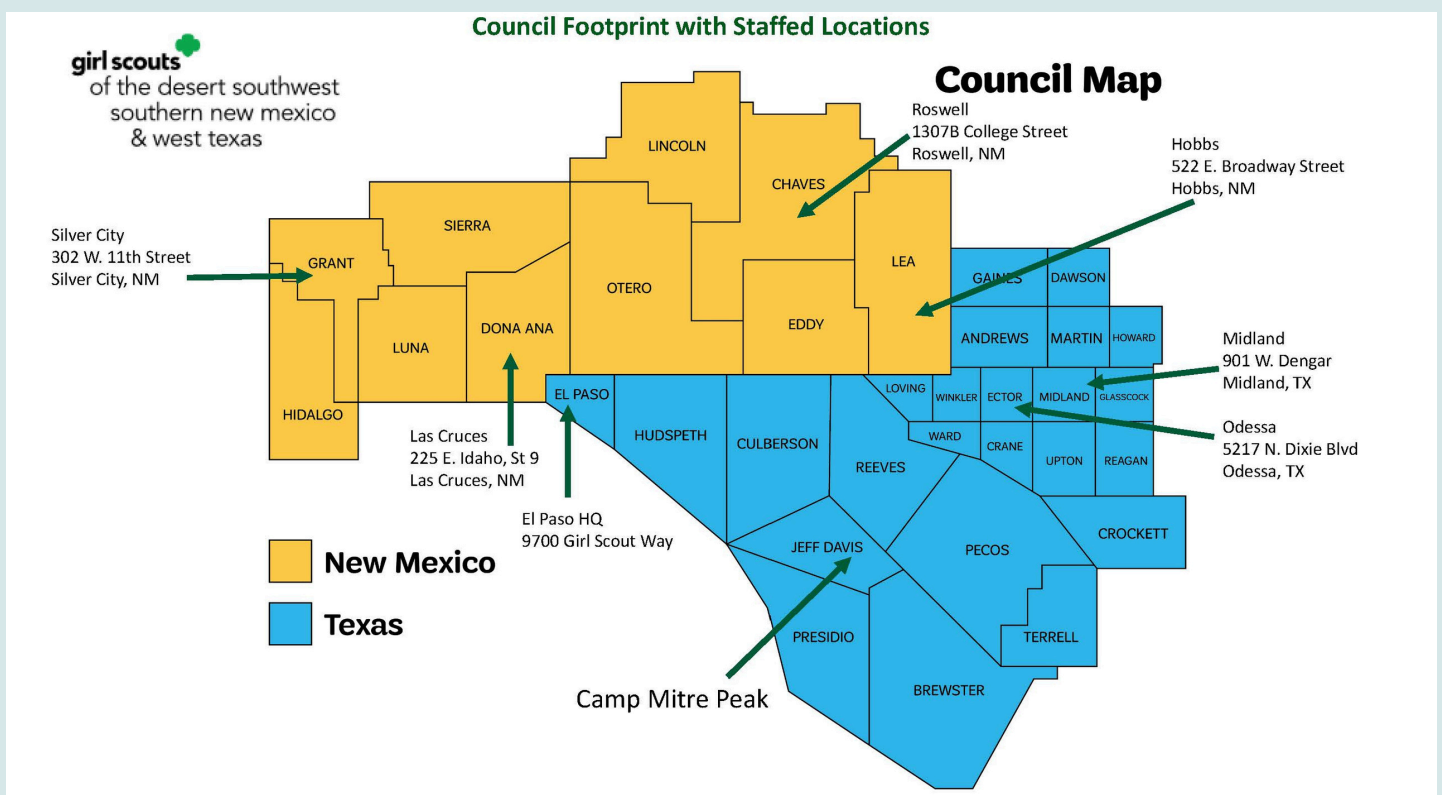 Council Footprint with Staffed Locations
girl scouts
of the desert southwest
southern new mexico
& west texas
Council Map
Roswell
1307B College Street
Roswell, NM
Hobbs
522 E. Broadway Street
Hobbs, NM
Silver City
302 W. 11th Street
Silver City, NM
LINCOLN
CHAVES
SIERRA
GRANT
LEA
OTERO
GAINES
DAWSON
EDDY
DONA ANA
LUNA
ANDREWS
MARTIN
HOWARD
Midland
901 W. Dengar
Midland, TX
HIDALGO
EL PASO
LOVING
WINKLER
ECTOR
MIDLAND
GLASSCOCK
HUDSPETH
CULBERSON
REEVES
WARD
CRANE
UPTON
REAGAN
Odessa
5217 N. Dixie Blvd
Odessa, TX
Las Cruces
225 E. Idaho, St 9
Las Cruces, NM
El Paso HQ
9700 Girl Scout Way
CROCKETT
JEFF DAVIS
PECOS
New Mexico
Texas
PRESIDIO
TERRELL
BREWSTER
Camp Mitre Peak